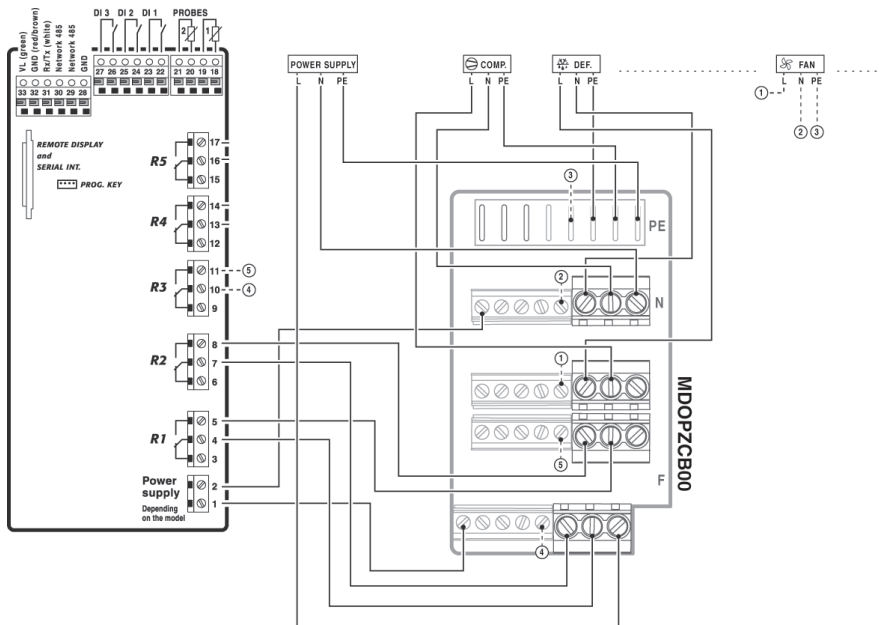 DI 3 DI 2 DI 1 PROBES
VL (green)
GND (red/brown)
Rx/Tx (white)
Network 485
Network 485
GND
2 1
27 26 25 24 23 22 21 20 19 18
33 32 31 30 29 28
REMOTE DISPLAY
and
SERIAL INT.
PROG. KEY
R5
17
16
15
R4
14
13
12
R3
11 5
10 4
9
R2
8
7
6
R1
5
4
3
Power
supply
Depending
on the model
2
1
POWER SUPPLY
L N PE
COMP.
L N PE
DEF.
L N PE
FAN
L N PE
1
2 3
3
PE
2
N
1
5
F
4
MDOPZCB00